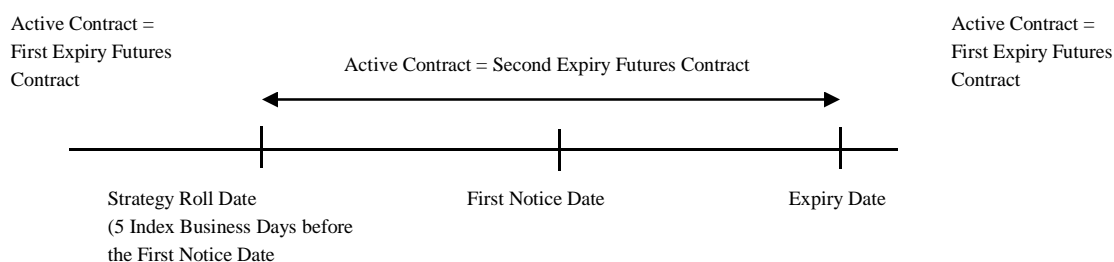 Active Contract =
First Expiry Futures
Contract
Active Contract = Second Expiry Futures Contract
Active Contract =
First Expiry Futures
Contract
Strategy Roll Date
(5 Index Business Days before
the First Notice Date
First Notice Date
Expiry Date